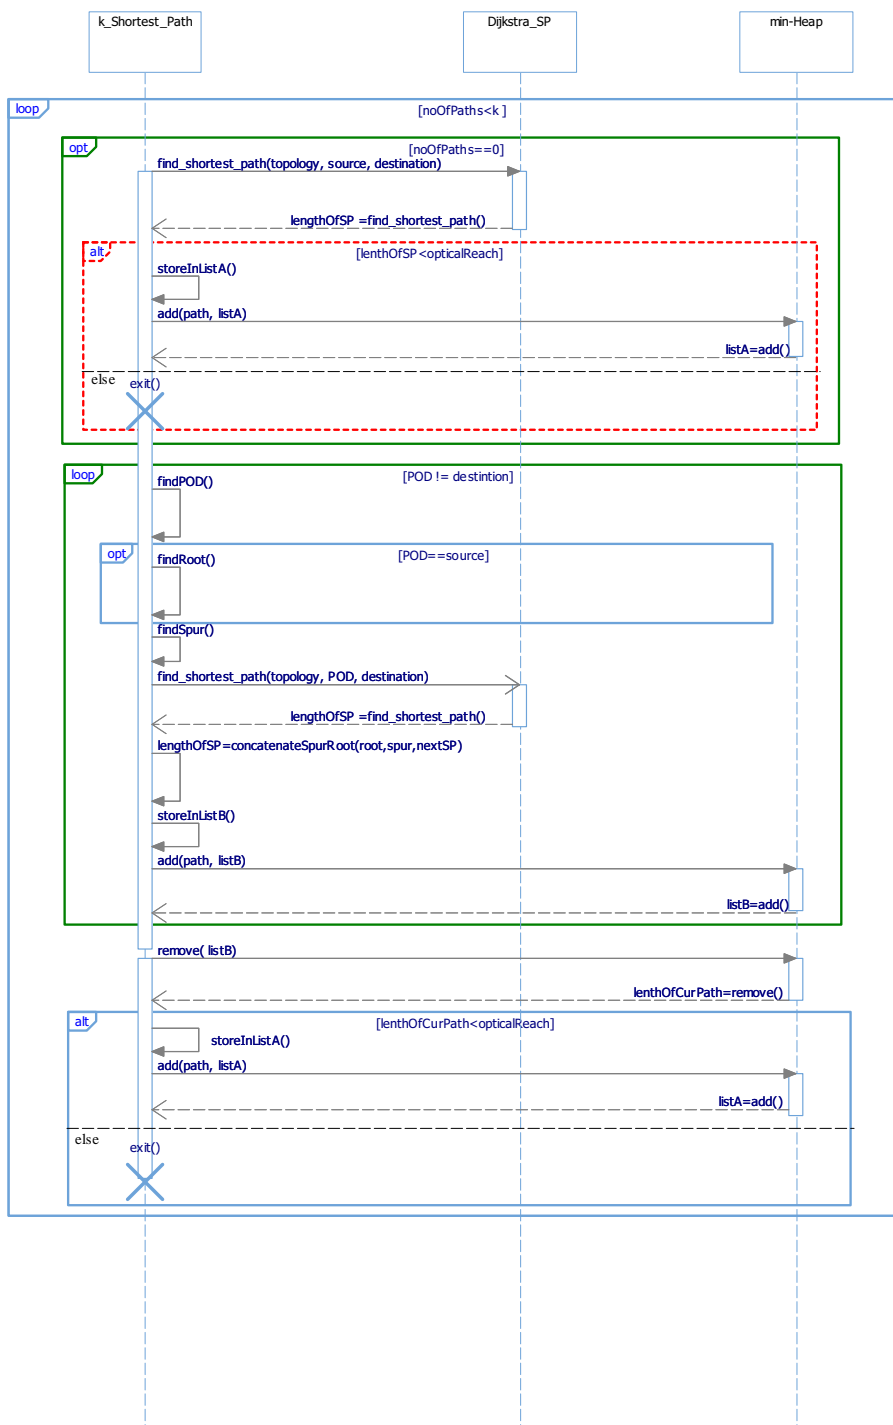 k_Shortest_Path
Dijkstra_SP
min-Heap
loop
[noOfPaths<k ]
opt
[noOfPaths==0]
find_shortest_path(topology, source, destination)
lengthOfSP =find_shortest_path()
alt
[lenthOfSP<opticalReach]
storeInListA()
add(path, listA)
listA=add()
else
exit()
loop
[POD != destintion]
findPOD()
opt
[POD==source]
findRoot()
findSpur()
find_shortest_path(topology, POD, destination)
lengthOfSP =find_shortest_path()
lengthOfSP=concatenateSpurRoot(root,spur,nextSP)
storeInListB()
add(path, listB)
listB=add()
remove( listB)
lenthOfCurPath=remove()
alt
[lenthOfCurPath<opticalReach]
storeInListA()
add(path, listA)
listA=add()
else
exit()